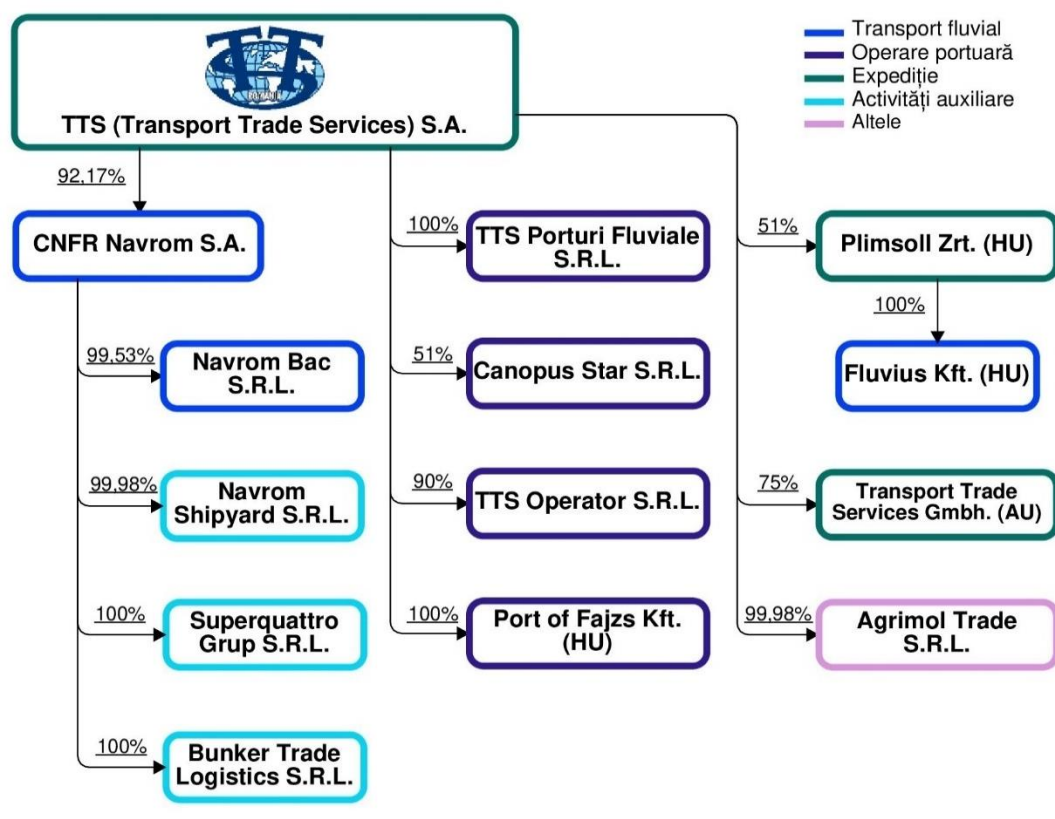 TTS
ROMÂNIA
TTS (Transport Trade Services) S.A.
Transport fluvial
Operare portuară
Expediție
Activități auxiliare
Altele
92,17%
CNFR Navrom S.A.
99,53%
Navrom Bac
S.R.L.
99,98%
Navrom
Shipyard S.R.L.
100%
Superquattro
Grup S.R.L.
100%
Bunker Trade
Logistics S.R.L.
100%
TTS Porturi Fluviale
S.R.L.
51%
Canopus Star S.R.L.
90%
TTS Operator S.R.L.
100%
Port of Fajzs Kft.
(HU)
51%
Plimsoll Zrt. (HU)
100%
Fluvius Kft. (HU)
75%
Transport Trade
Services Gmbh. (AU)
99,98%
Agrimol Trade
S.R.L.